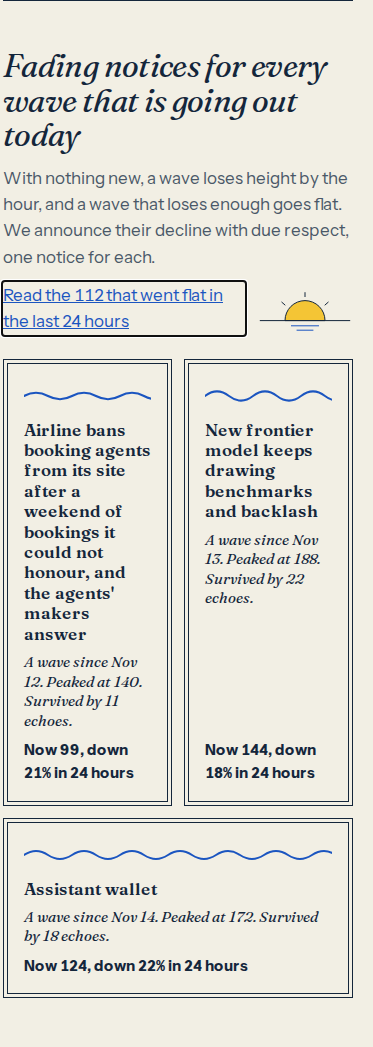 Fading notices for every
wave that is going out
today
With nothing new, a wave loses height by the
hour, and a wave that loses enough goes flat.
We announce their decline with due respect,
one notice for each.
Read the 112 that went flat in
the last 24 hours
Airline bans
booking agents
from its site
after a
weekend of
bookings it
could not
honour, and
the agents'
makers
answer
A wave since Nov
12. Peaked at 140.
Survived by 11
echoes.
Now 99, down
21% in 24 hours
New frontier
model keeps
drawing
benchmarks
and backlash
A wave since Nov
13. Peaked at 188.
Survived by 22
echoes.
Now 144, down
18% in 24 hours
Assistant wallet
A wave since Nov 14. Peaked at 172. Survived
by 18 echoes.
Now 124, down 22% in 24 hours